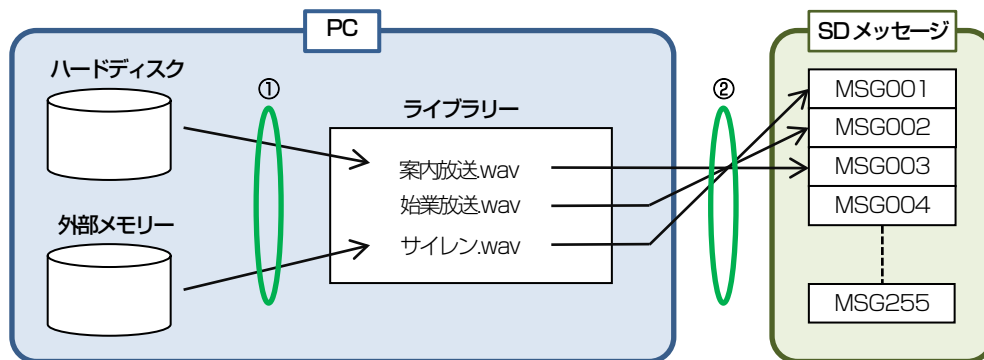 PC
SDメッセージ
ハードディスク
①
②
ライブラリー
MSG001
MSG002
案内放送.wav
MSG003
始業放送.wav
MSG004
外部メモリー
サイレン.wav
MSG255